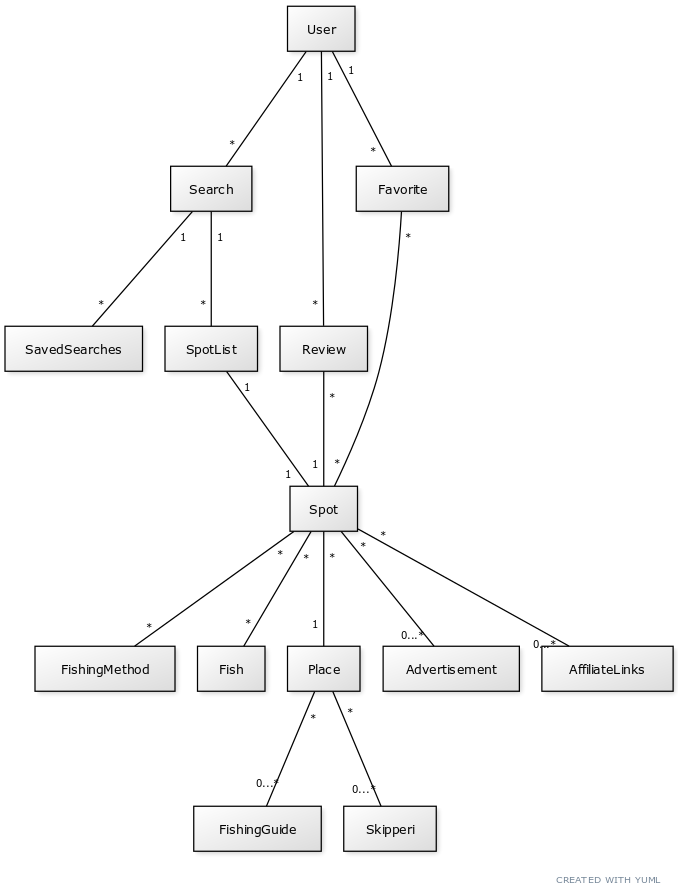 User
1 1 1
* *
Search Favorite
1 1 *
* * *
SavedSearches SpotList Review
1 *
1 1 *
Spot
* * * * *
* * 1 0...* 0...*
FishingMethod Fish Place Advertisement AffiliateLinks
* *
0...* 0...*
FishingGuide Skipperi
CREATED WITH YUML